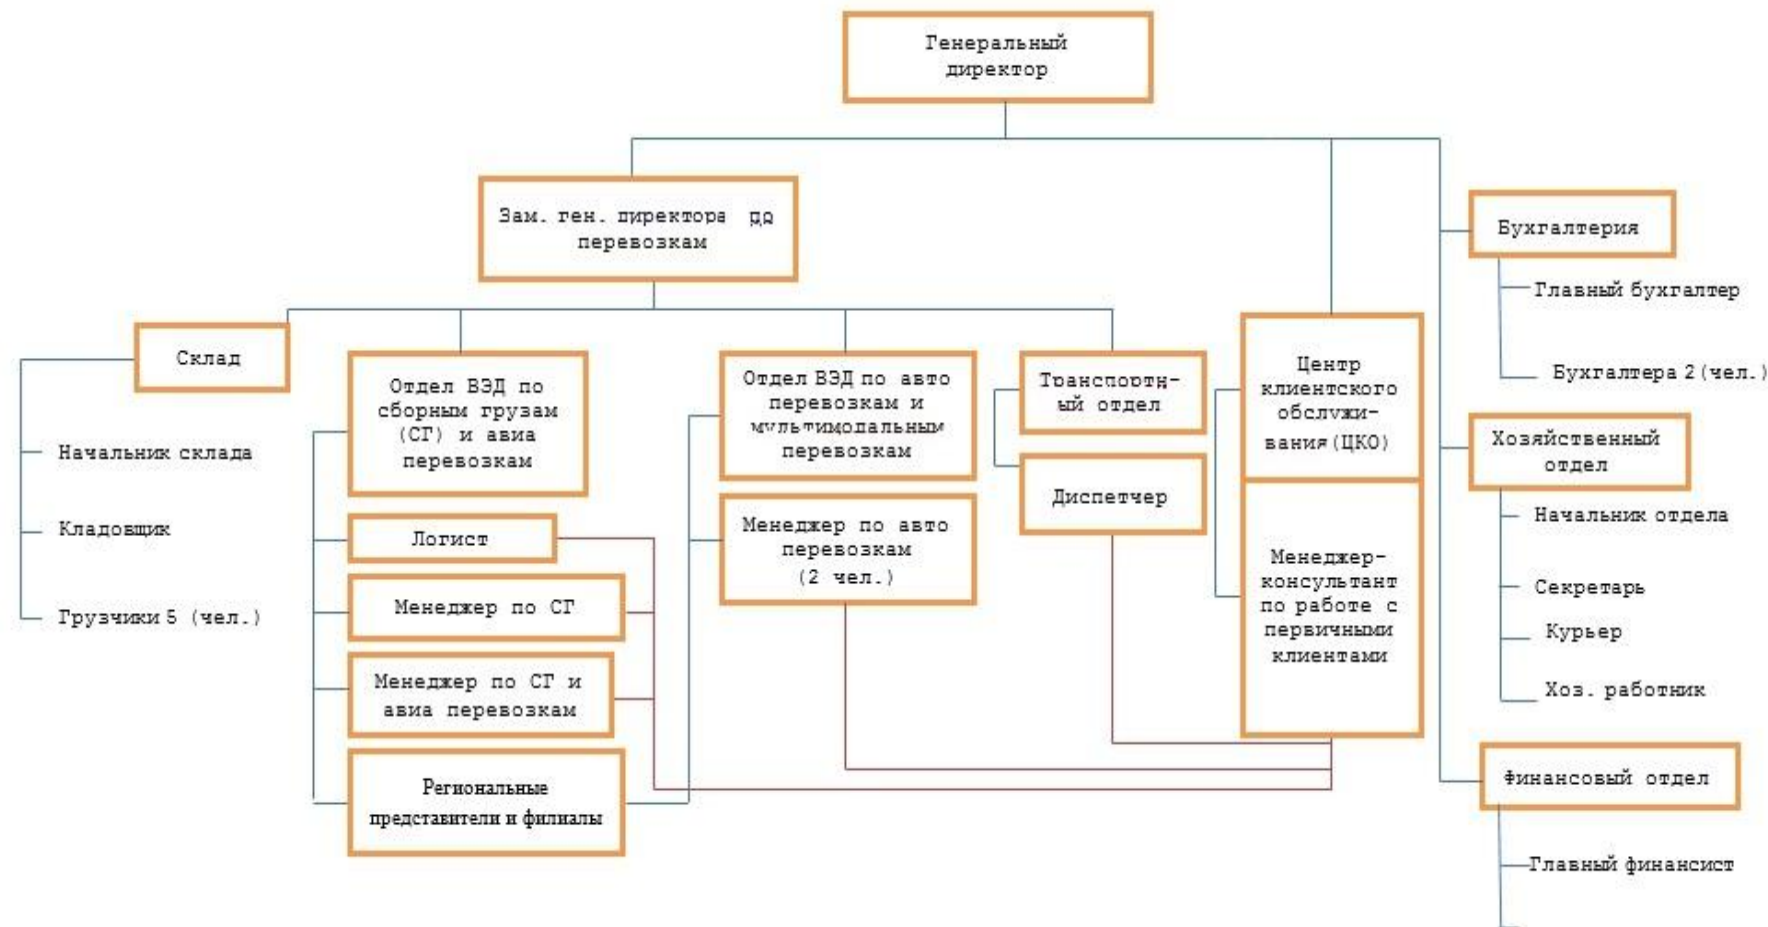 Генеральный
директор
Зам. ген. директора по
перевозкам
Склад
Начальник склада
Кладовщик
Грузчики 5 (чел.)
Отдел ВЭД по
сборным грузам
(СГ) и авиа
перевозкам
Логист
Менеджер по СГ
Менеджер по СГ и
авиа перевозкам
Региональные
представители и филиалы
Отдел ВЭД по авто
перевозкам и
мультимодальным
перевозкам
Менеджер по авто
перевозкам
(2 чел.)
Транспортн-
ый отдел
Диспетчер
Центр
клиентского
обслужи-
вания(ЦКО)
Менеджер-
консультант
по работе с
первичными
клиентами
Бухгалтерия
Главный бухгалтер
Бухгалтера 2(чел.)
Хозяйственный
отдел
Начальник отдела
Секретарь
Курьер
Хоз. работник
Финансовый отдел
Главный финансист